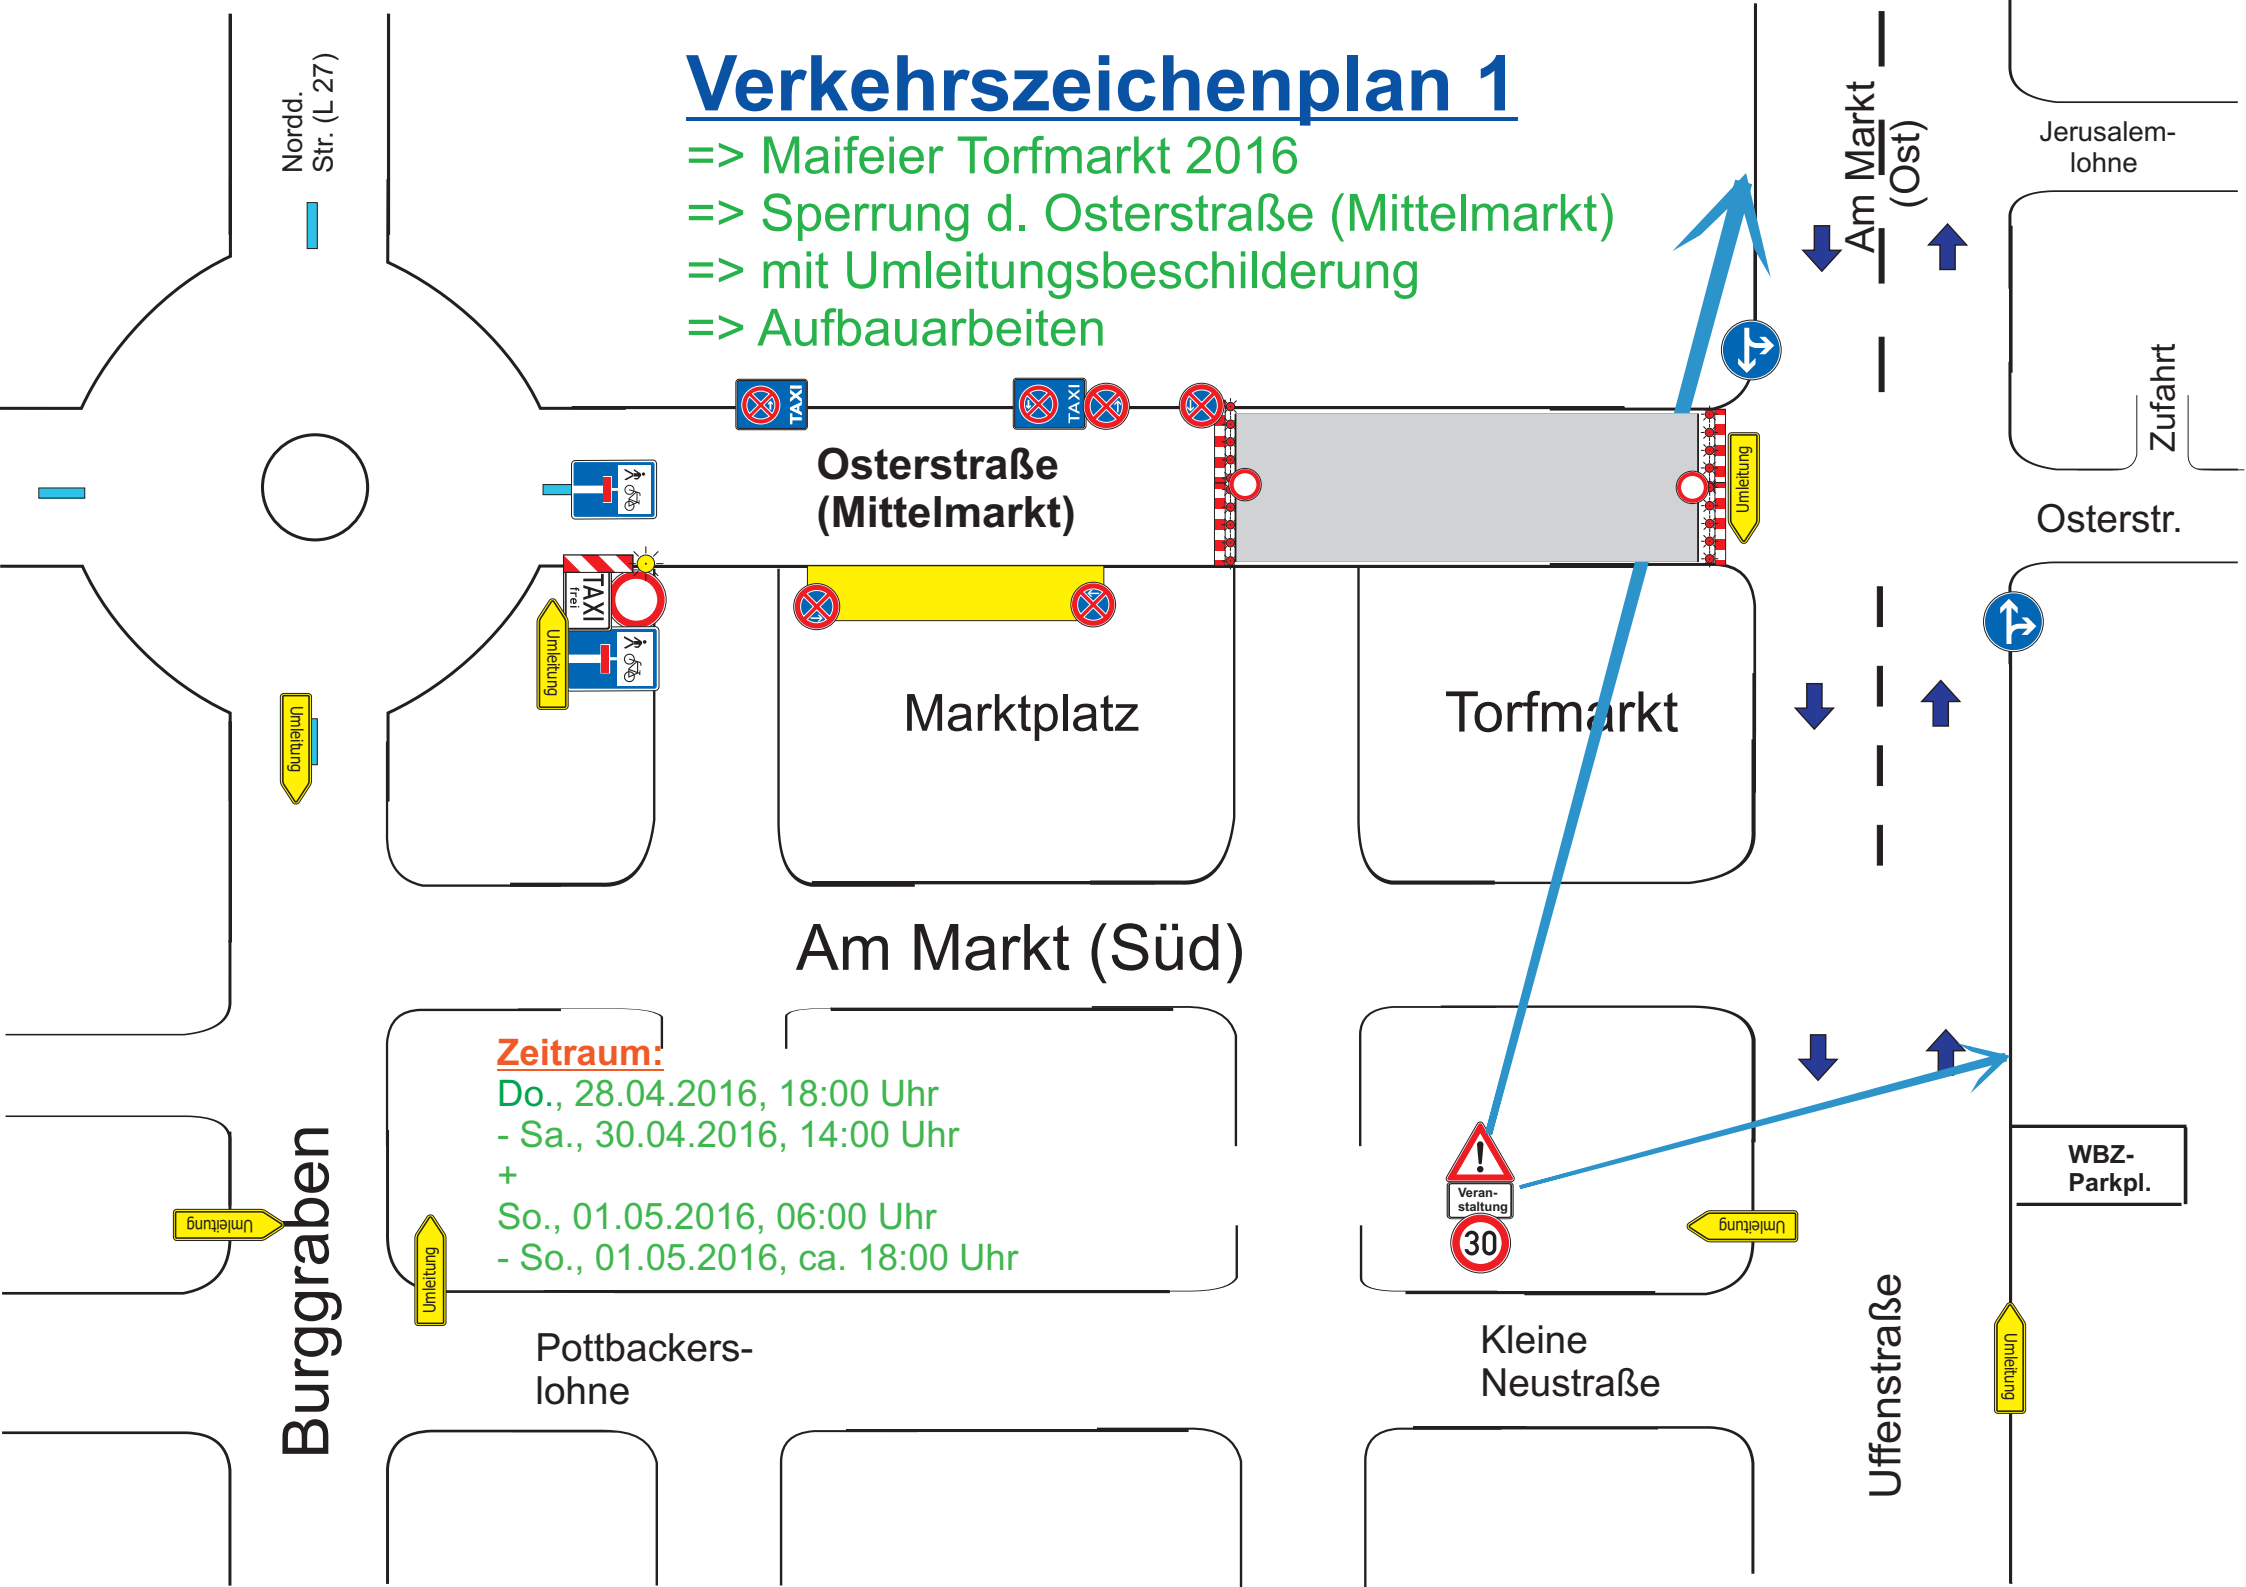 Verkehrszeichenplan 1
=> Maifeier Torfmarkt 2016
=> Sperrung d. Osterstraße (Mittelmarkt)
=> mit Umleitungsbeschilderung
=> Aufbauarbeiten
Nordd.
Str. (L 27)
Am Markt
(Ost)
Jerusalem-
lohne
Zufahrt
TAXI
TAXI
Osterstraße
(Mittelmarkt)
Umleitung
Osterstr.
TAXI
frei
Umleitung
Umleitung
Marktplatz
Torfmarkt
Am Markt (Süd)
Zeitraum:
Do., 28.04.2016, 18:00 Uhr
- Sa., 30.04.2016, 14:00 Uhr
+
So., 01.05.2016, 06:00 Uhr
- So., 01.05.2016, ca. 18:00 Uhr
!
Veran-
staltung
30
WBZ-
Parkpl.
Umleitung
Umleitung
Umleitung
Umleitung
Burggraben
Pottbackers-
lohne
Kleine
Neustraße
Uffenstraße